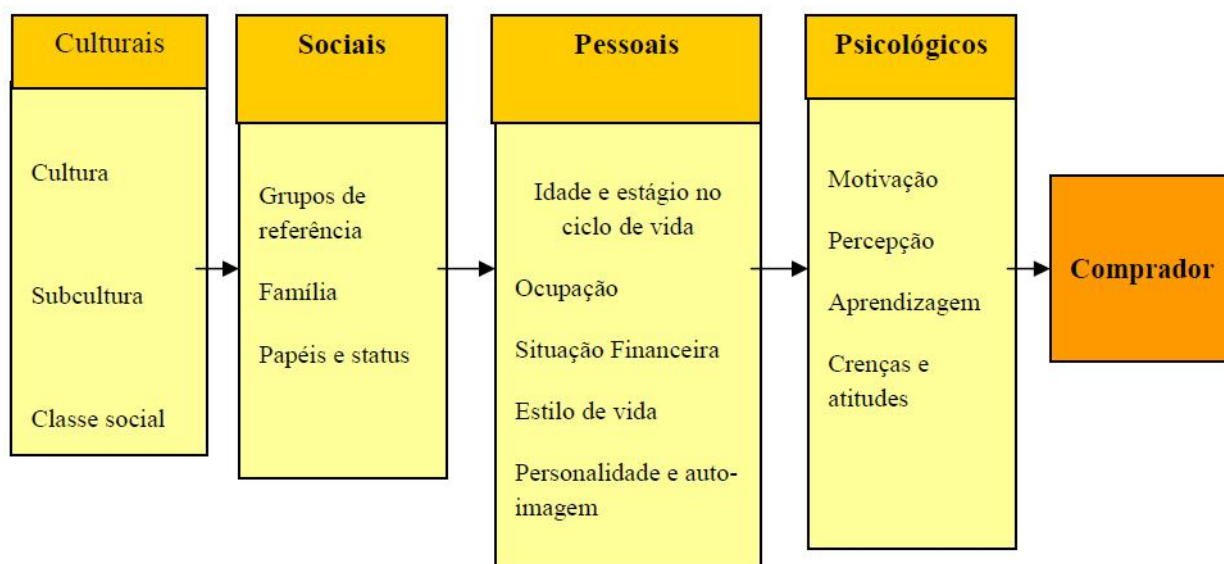 Culturais
Cultura
Subcultura
Classe social
Sociais
Grupos de
referência
Família
Papéis e status
Pessoais
Idade e estágio no
ciclo de vida
Ocupação
Situação Financeira
Estilo de vida
Personalidade e auto-
imagem
Psicológicos
Motivação
Percepção
Aprendizagem
Crenças e
atitudes
Comprador